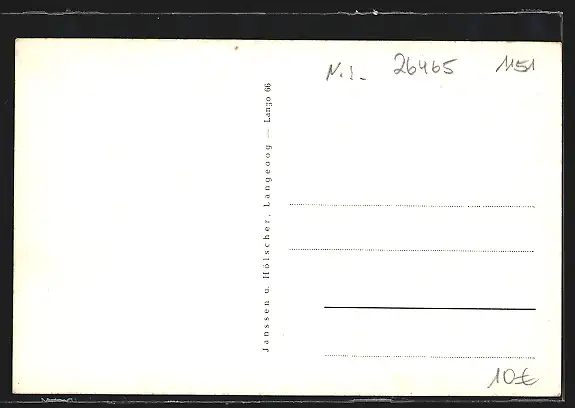 N.I. 26465 1151
Janssen u. Hölscher, Langeoog — Lango 66
10€